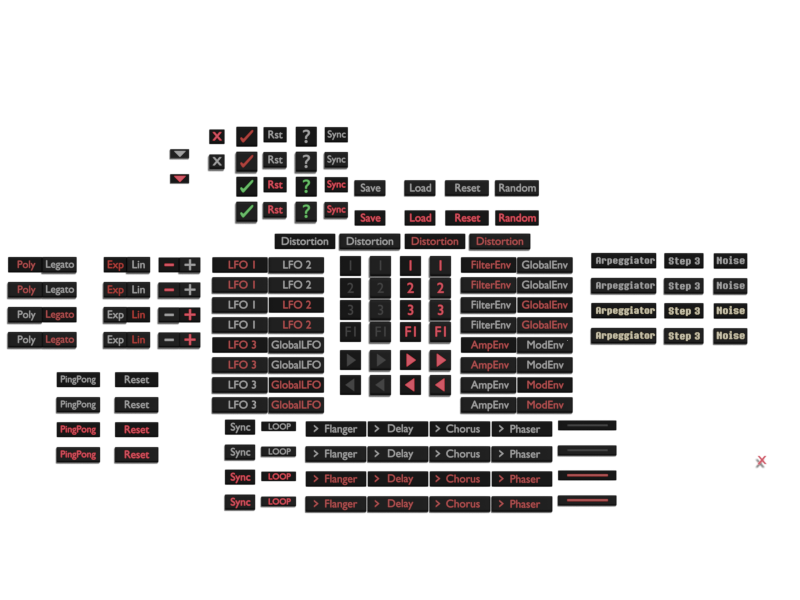 X ✓ Rst ? Sync
X ✓ Rst ? Sync
✓ Rst ? Sync Save Load Reset Random
✓ Rst ? Sync Save Load Reset Random
Distortion Distortion Distortion Distortion
Poly Legato Exp Lin − + LFO 1 LFO 2 1 1 1 1 FilterEnv GlobalEnv Arpeggiator Step 3 Noise
Poly Legato Exp Lin − + LFO 1 LFO 2 2 2 2 2 FilterEnv GlobalEnv Arpeggiator Step 3 Noise
Poly Legato Exp Lin − + LFO 1 LFO 2 3 3 3 3 FilterEnv GlobalEnv Arpeggiator Step 3 Noise
Poly Legato Exp Lin − + LFO 1 LFO 2 F1 F1 F1 F1 FilterEnv GlobalEnv Arpeggiator Step 3 Noise
LFO 3 GlobalLFO AmpEnv ModEnv
LFO 3 GlobalLFO AmpEnv ModEnv
PingPong Reset LFO 3 GlobalLFO AmpEnv ModEnv
PingPong Reset LFO 3 GlobalLFO AmpEnv ModEnv
PingPong Reset Sync LOOP > Flanger > Delay > Chorus > Phaser
PingPong Reset Sync LOOP > Flanger > Delay > Chorus > Phaser
Sync LOOP > Flanger > Delay > Chorus > Phaser
Sync LOOP > Flanger > Delay > Chorus > Phaser
X
X